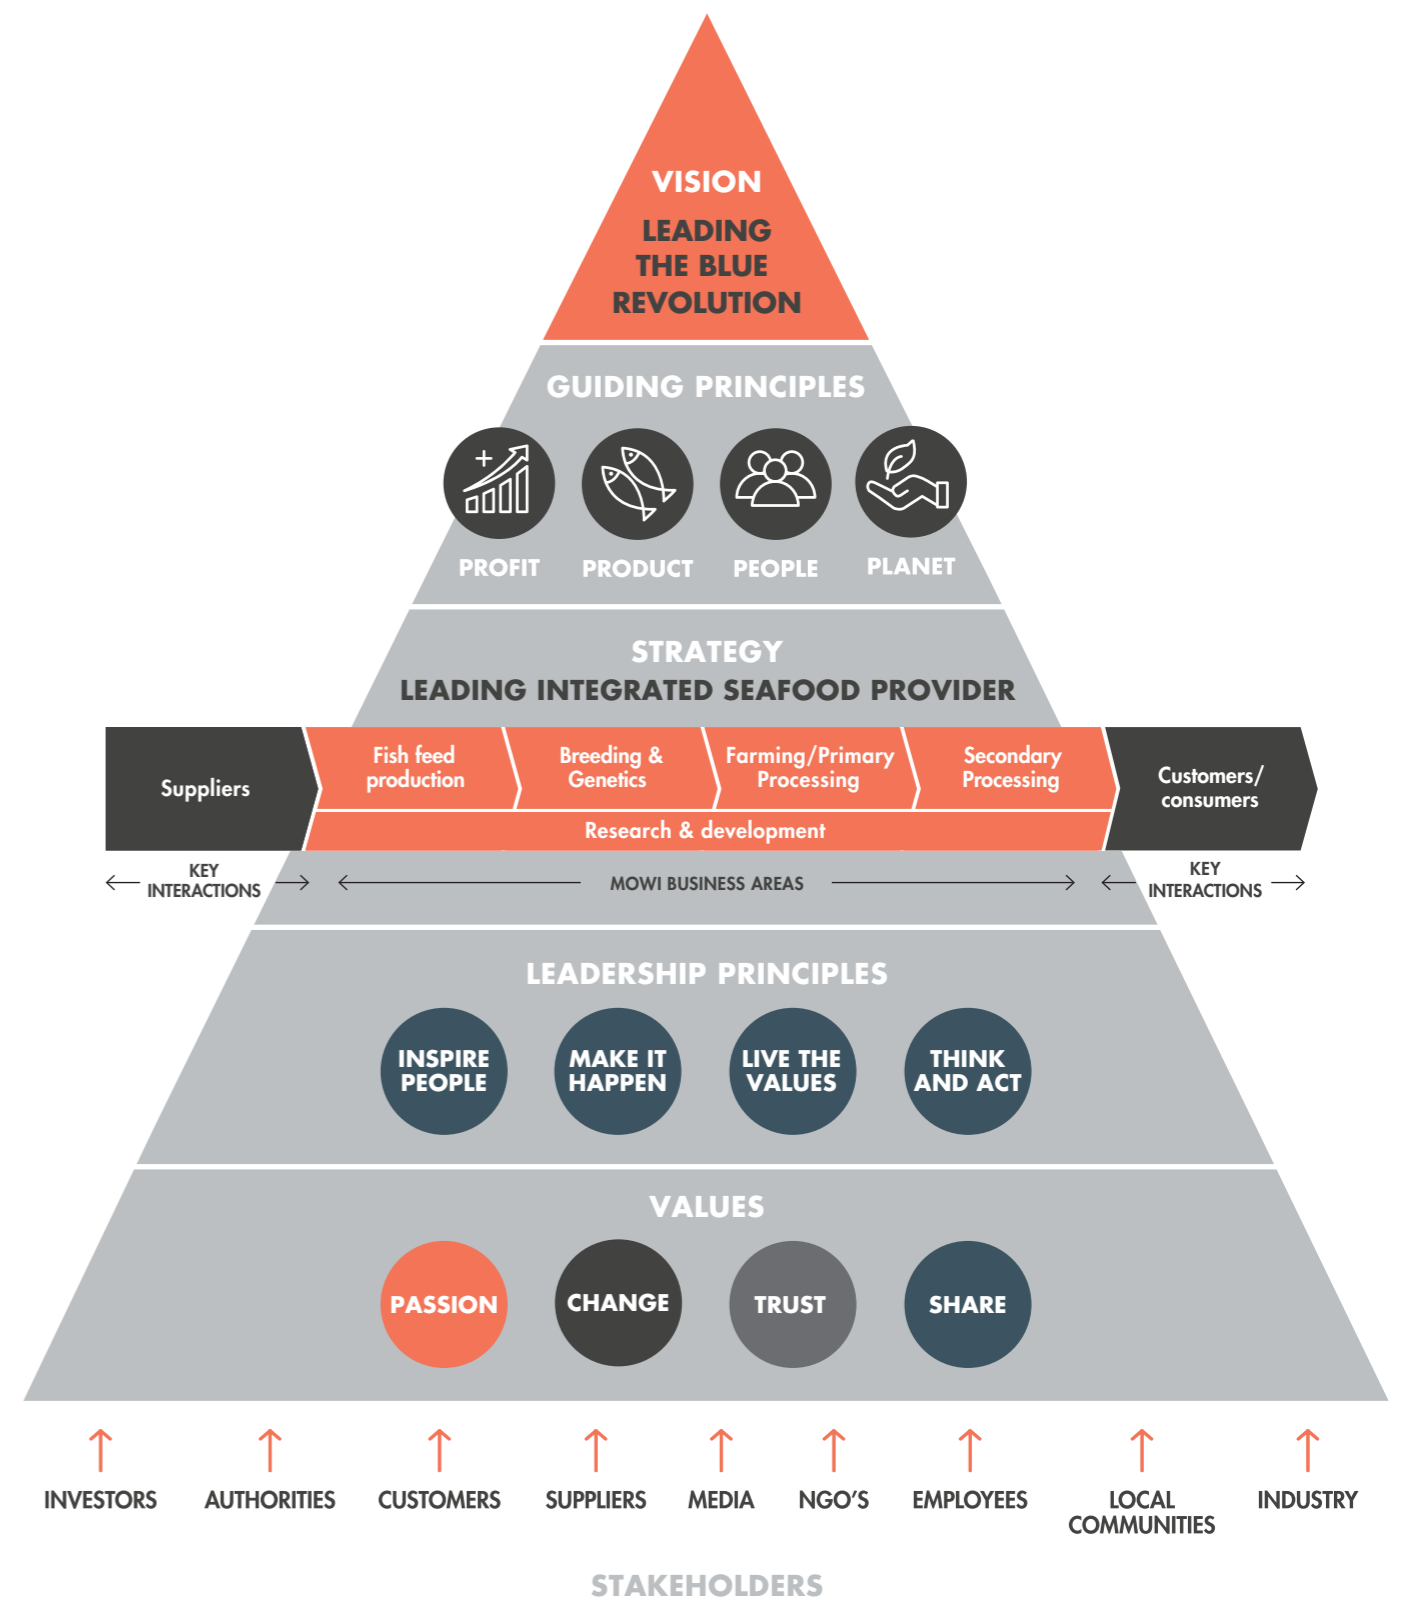 VISION
LEADING
THE BLUE
REVOLUTION
GUIDING PRINCIPLES
PROFIT
PRODUCT
PEOPLE
PLANET
STRATEGY
LEADING INTEGRATED SEAFOOD PROVIDER
Suppliers
Fish feed
production
Breeding &
Genetics
Farming/Primary
Processing
Secondary
Processing
Customers/
consumers
Research & development
KEY
INTERACTIONS
MOWI BUSINESS AREAS
KEY
INTERACTIONS
LEADERSHIP PRINCIPLES
INSPIRE
PEOPLE
MAKE IT
HAPPEN
LIVE THE
VALUES
THINK
AND ACT
VALUES
PASSION
CHANGE
TRUST
SHARE
INVESTORS
AUTHORITIES
CUSTOMERS
SUPPLIERS
MEDIA
NGO'S
EMPLOYEES
LOCAL
COMMUNITIES
INDUSTRY
STAKEHOLDERS